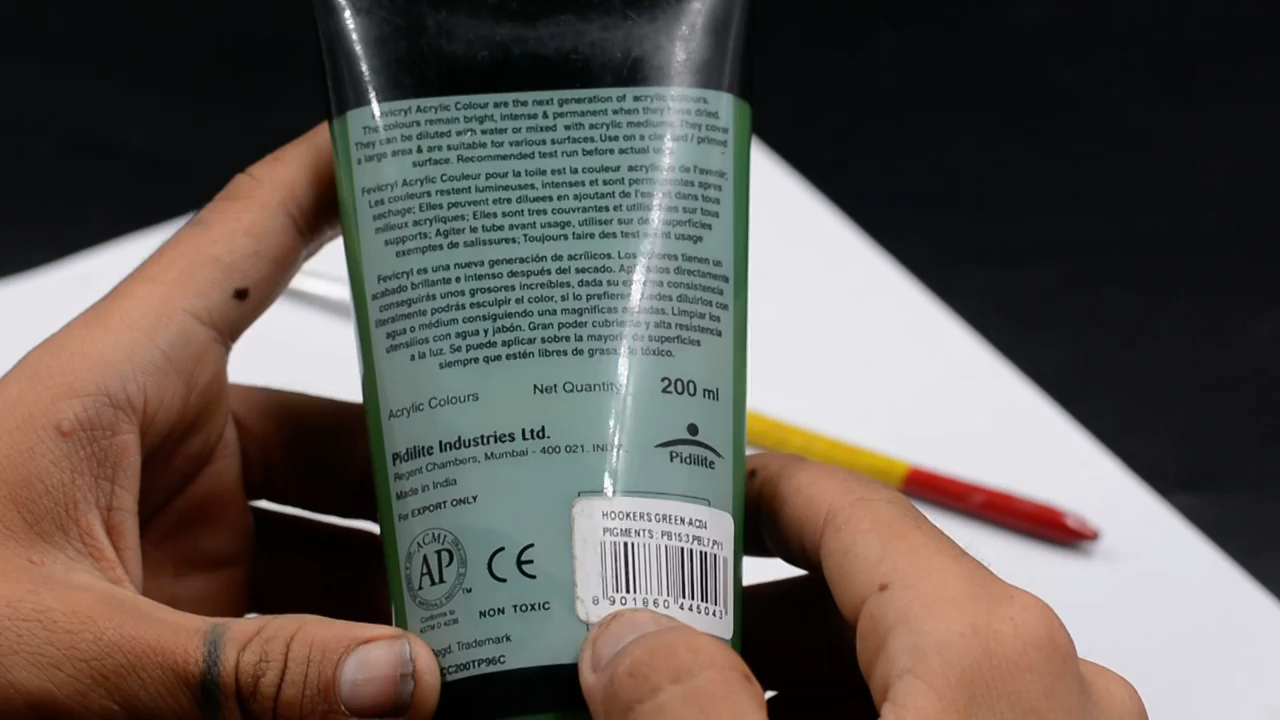 Fevicryl Acrylic Colour are the next generation of acrylic colours.
The colours remain bright, intense & permanent when they have dried.
They can be diluted with water or mixed with acrylic mediums. They cover
a large area & are suitable for various surfaces. Use on a cleaned / primed
surface. Recommended test run before actual
Fevicryl Acrylic Couleur pour la toile est la couleur acrylique de l'avenir;
Les couleurs restent lumineuses, intenses et sont permanentes apres
sechage; Elles peuvent etre diluees en ajoutant de l'eau et dans tous
milieux acryliques; Elles sont tres couvrantes et utilisables sur tous
supports; Agiter le tube avant usage, utiliser sur des superficies
exemptes de salissures; Toujours faire des test avant usage
Fevicryl es una nueva generación de acrílicos. Los colores tienen un
acabado brillante e intenso después del secado. Aplicados directamente
conseguirás unos grosores increíbles, dada su extrema consistencia
literalmente podrás esculpir el color, si lo prefieres puedes diluirlos con
agua o médium consiguiendo una magnificas aguadas. Limpiar los
utensilios con agua y jabón. Gran poder cubriente y alta resistencia
a la luz. Se puede aplicar sobre la mayoría de superficies
siempre que estén libres de grasa. No tóxico.
Acrylic Colours Net Quantity 200 ml
Pidilite Industries Ltd.
Regent Chambers, Mumbai - 400 021. INDIA
Pidilite
Made in India
For EXPORT ONLY
HOOKERS GREEN-AC04
PIGMENTS : PB15:3,PBL7,PY1
8 901860 445043
ACMI
AP
TM
CE
Conforms to
ASTM D 4236
NON TOXIC
Regd. Trademark
CC200TP96C